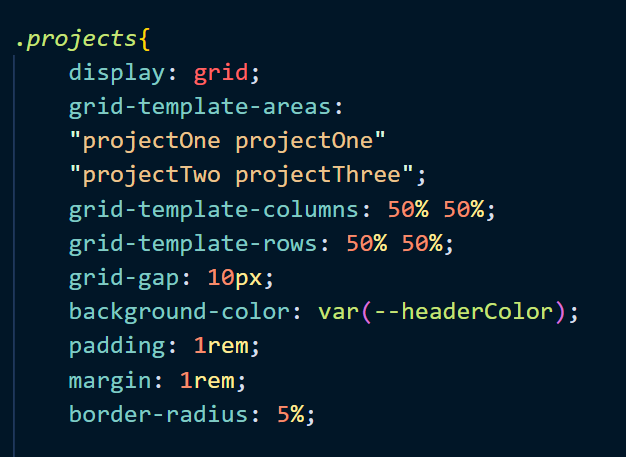 .projects{
display: grid;
grid-template-areas:
"projectOne projectOne"
"projectTwo projectThree";
grid-template-columns: 50% 50%;
grid-template-rows: 50% 50%;
grid-gap: 10px;
background-color: var(--headerColor);
padding: 1rem;
margin: 1rem;
border-radius: 5%;